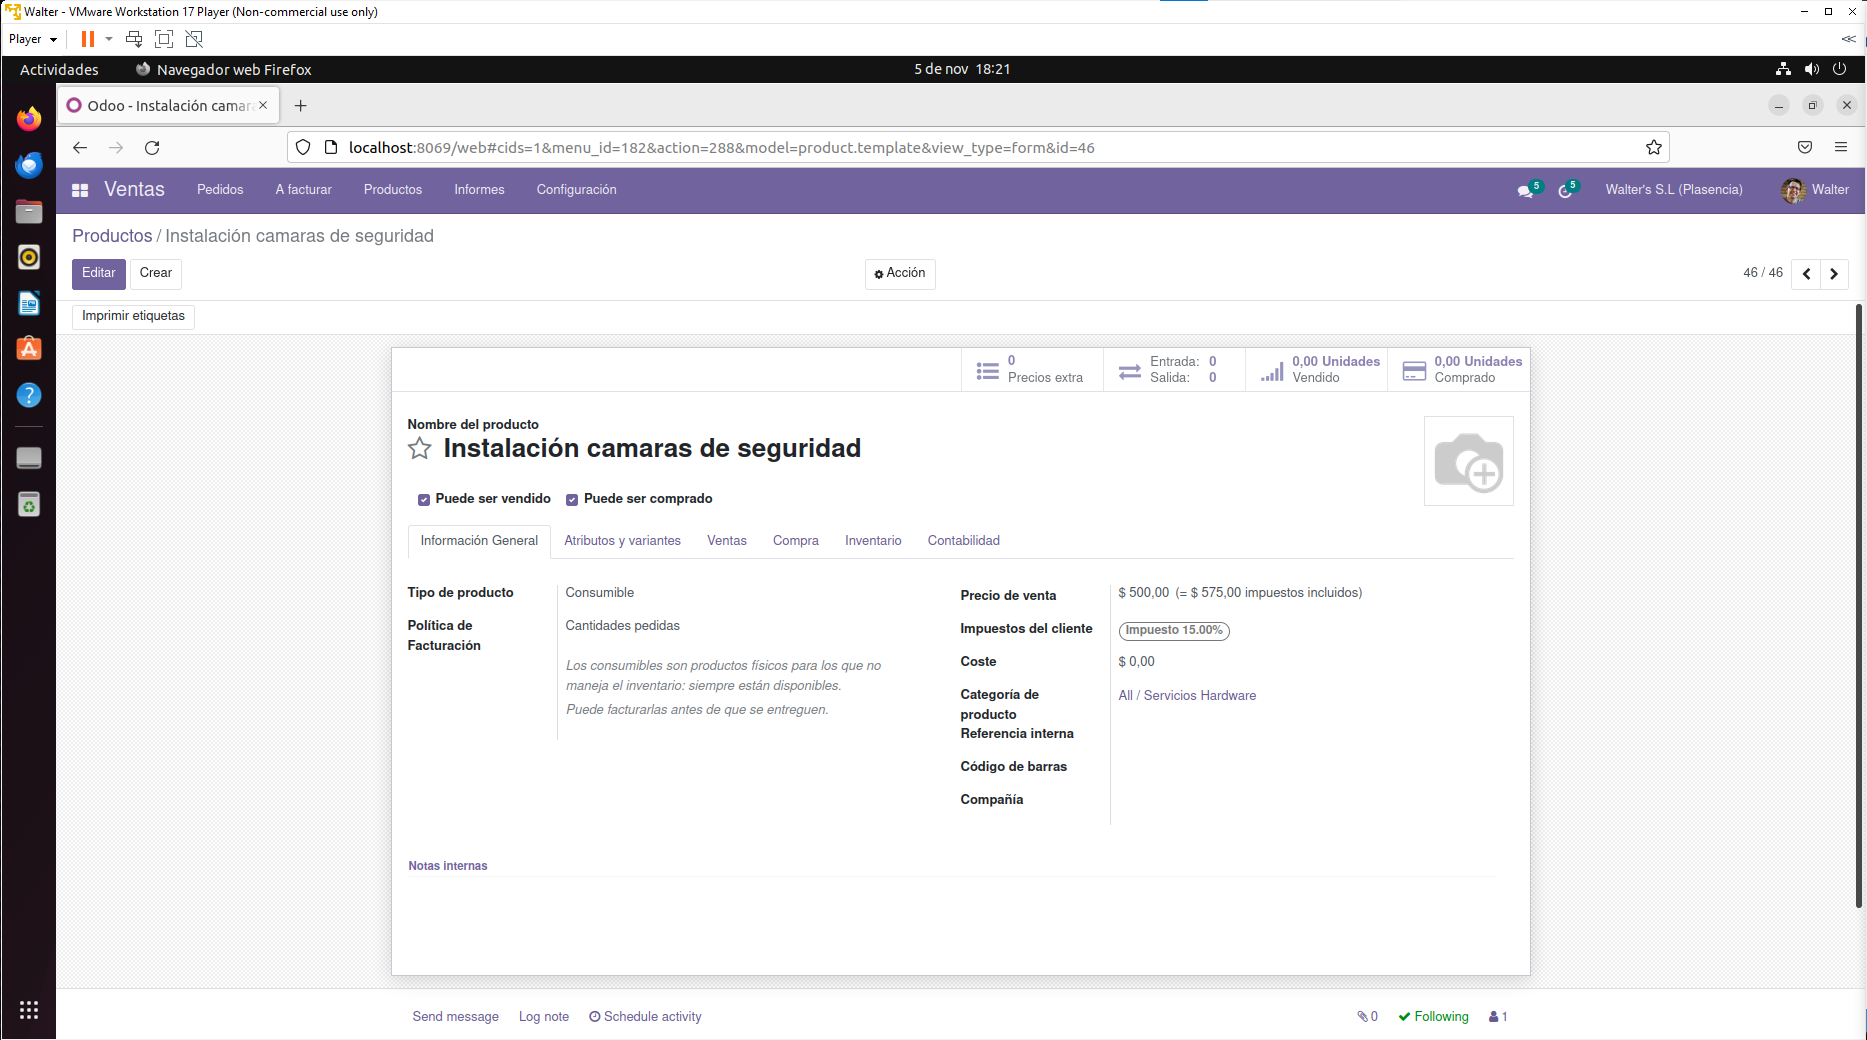 Walter - VMware Workstation 17 Player (Non-commercial use only)
Player
Actividades
Navegador web Firefox
5 de nov 18:21
Odoo - Instalación camar
localhost:8069/web#cids=1&menu_id=182&action=288&model=product.template&view_type=form&id=46
Ventas
Pedidos
A facturar
Productos
Informes
Configuración
5
5
Walter's S.L (Plasencia)
Walter
Productos / Instalación camaras de seguridad
Editar
Crear
Acción
46 / 46
Imprimir etiquetas
0
Precios extra
Entrada: 0
Salida: 0
0,00 Unidades
Vendido
0,00 Unidades
Comprado
Nombre del producto
Instalación camaras de seguridad
Puede ser vendido
Puede ser comprado
Información General
Atributos y variantes
Ventas
Compra
Inventario
Contabilidad
Tipo de producto
Consumible
Política de
Facturación
Cantidades pedidas
Los consumibles son productos físicos para los que no
maneja el inventario: siempre están disponibles.
Puede facturarlas antes de que se entreguen.
Precio de venta
$ 500,00 (= $ 575,00 impuestos incluidos)
Impuestos del cliente
Impuesto 15.00%
Coste
$ 0,00
Categoría de
producto
All / Servicios Hardware
Referencia interna
Código de barras
Compañía
Notas internas
Send message
Log note
Schedule activity
0
Following
1